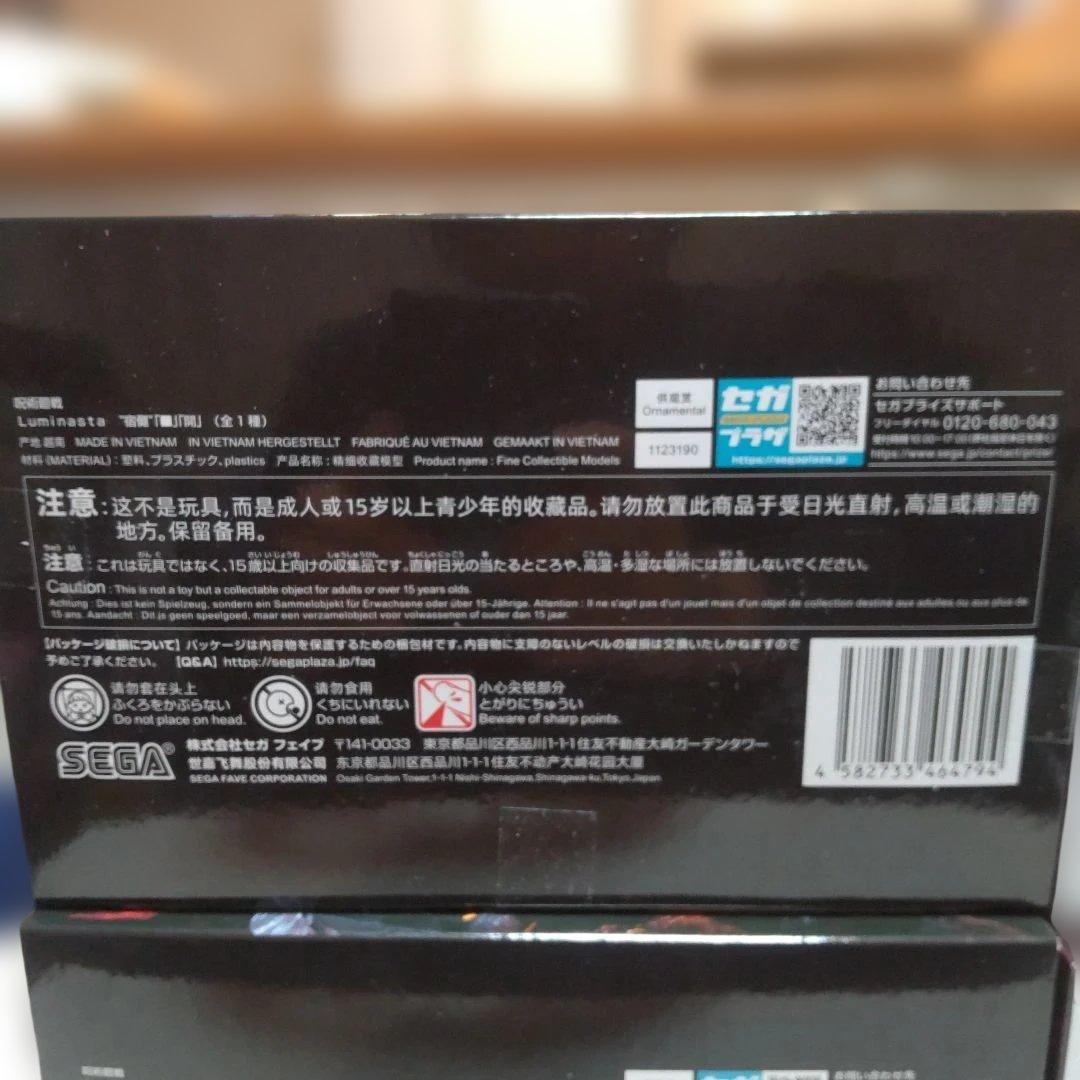 呪術廻戦
Luminasta "宿儺"「■」「開」（全1種）
产地 越南 MADE IN VIETNAM IN VIETNAM HERGESTELLT FABRIQUÉ AU VIETNAM GEMAAKT IN VIETNAM
材料（MATERIAL）：塑料、プラスチック、plastics 产品名称：精细收藏模型 Product name : Fine Collectible Models
供观赏
Ornamental
1123190
セガ
プラザ
https://segaplaza.jp
お問い合わせ先
セガプライズサポート
フリーダイヤル 0120-680-043
https://www.sega.jp/contact/prize/
注意：这不是玩具，而是成人或15岁以上青少年的收藏品。请勿放置此商品于受日光直射，高温或潮湿的
地方。保留备用。
注意：これは玩具ではなく、15歳以上向けの収集品です。直射日光の当たるところや、高温・多湿な場所には放置しないでください。
Caution : This is not a toy but a collectable object for adults or over 15 years olds.
Achtung : Dies ist kein Spielzeug, sondern ein Sammelobjekt für Erwachsene oder über 15-Jährige. Attention : Il ne s'agit pas d'un jouet mais d'un objet de collection destiné aux adultes ou aux plus de
15 ans. Aandacht : Dit is geen speelgoed, maar een verzamelobject voor volwassenen of ouder dan 15 jaar.
【パッケージ破損について】パッケージは内容物を保護するための梱包材です。内容物に支障のないレベルの破損は交換いたしかねますので
予めご了承ください。【Q&A】https://segaplaza.jp/faq
请勿套在头上
ふくろをかぶらない
Do not place on head.
请勿食用
くちにいれない
Do not eat.
小心尖锐部分
とがりにちゅうい
Beware of sharp points.
SEGA®
株式会社セガ フェイブ 〒141-0033 東京都品川区西品川1-1-1住友不動産大崎ガーデンタワー
世嘉飞舞股份有限公司 东京都品川区西品川1-1-1住友不动产大崎花园大厦
SEGA FAVE CORPORATION Osaki Garden Tower,1-1-1 Nishi-Shinagawa,Shinagawa-ku,Tokyo,Japan
4 582733 464794
呪術廻戦
お問い合わせ先